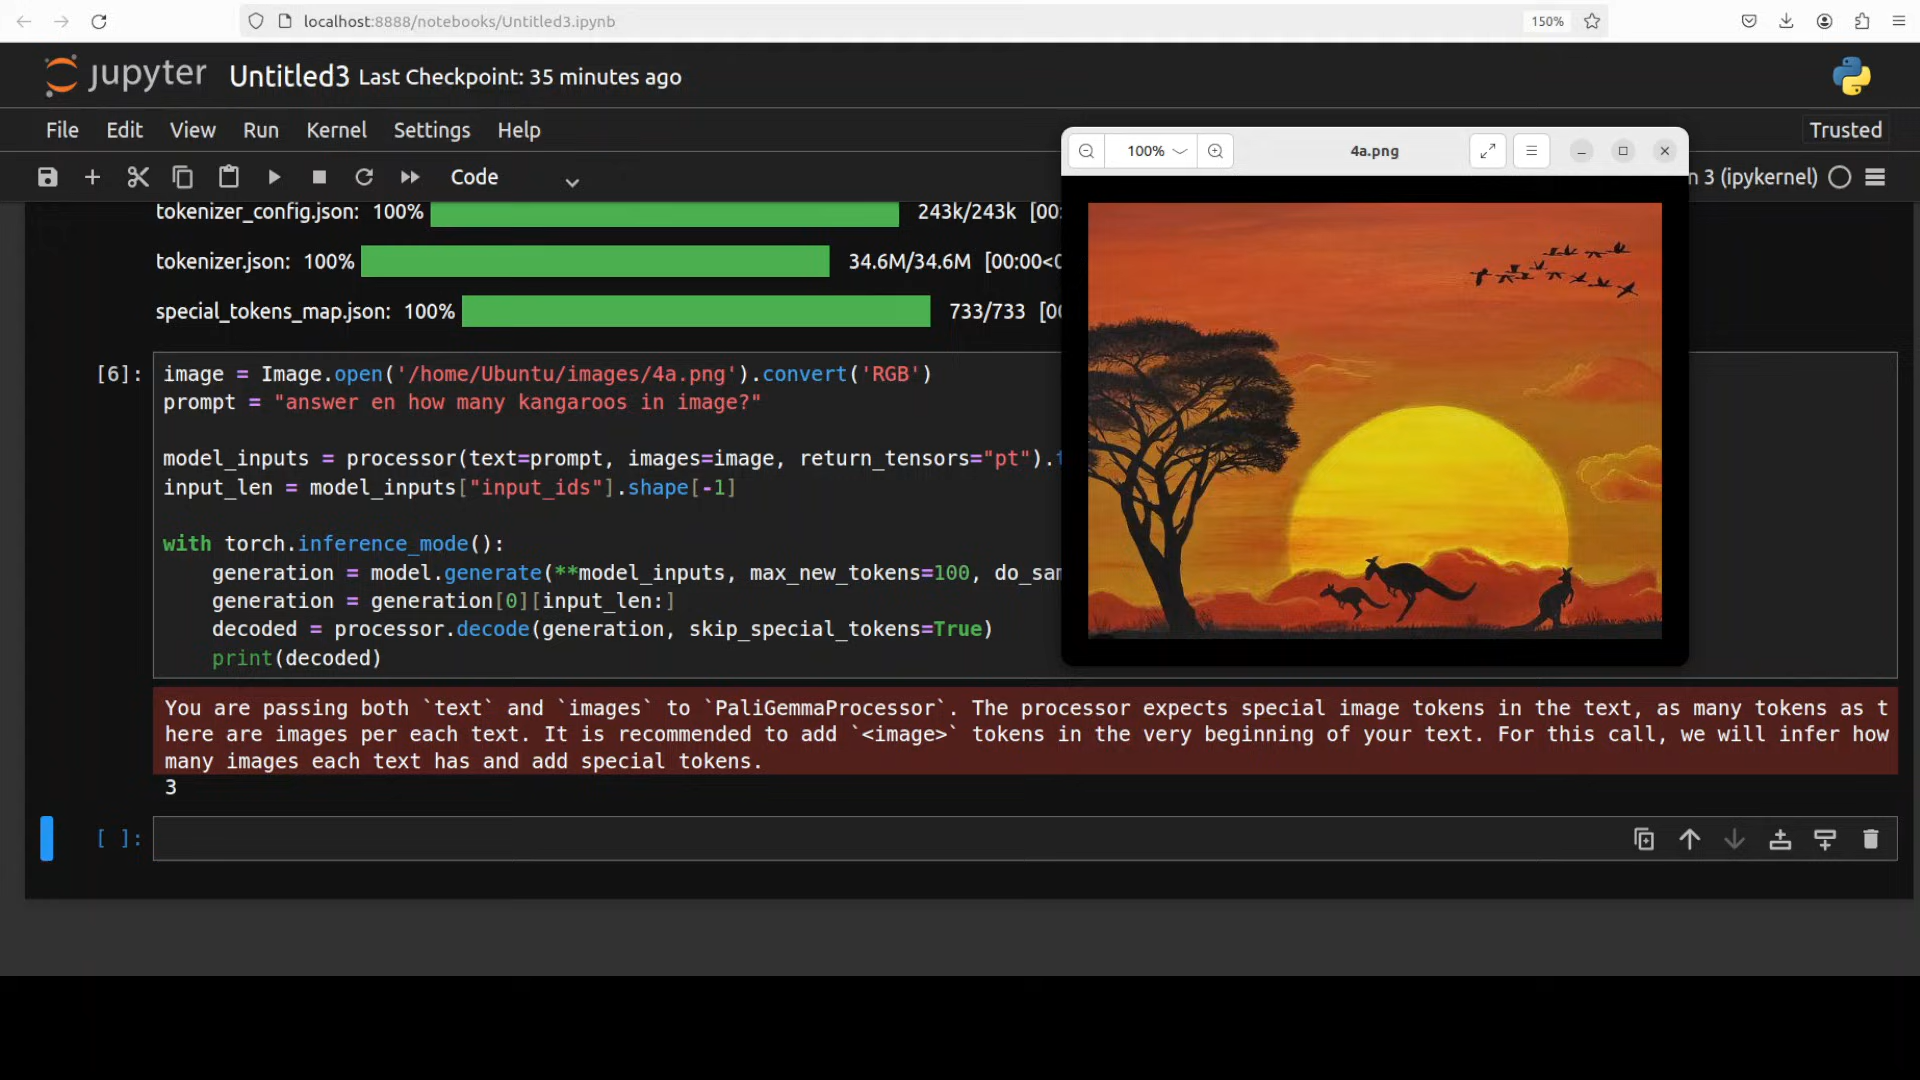 localhost:8888/notebooks/Untitled3.ipynb
150%
jupyter Untitled3 Last Checkpoint: 35 minutes ago
File Edit View Run Kernel Settings Help
Trusted
Code
3 (ipykernel)
100%
4a.png
tokenizer_config.json: 100% 243k/243k [00:
tokenizer.json: 100% 34.6M/34.6M [00:00<0
special_tokens_map.json: 100% 733/733 [00
[6]:
image = Image.open('/home/Ubuntu/images/4a.png').convert('RGB')
prompt = "answer en how many kangaroos in image?"
model_inputs = processor(text=prompt, images=image, return_tensors="pt").t
input_len = model_inputs["input_ids"].shape[-1]
with torch.inference_mode():
generation = model.generate(**model_inputs, max_new_tokens=100, do_sam
generation = generation[0][input_len:]
decoded = processor.decode(generation, skip_special_tokens=True)
print(decoded)
You are passing both `text` and `images` to `PaliGemmaProcessor`. The processor expects special image tokens in the text, as many tokens as t
here are images per each text. It is recommended to add `<image>` tokens in the very beginning of your text. For this call, we will infer how
many images each text has and add special tokens.
3
[ ]: